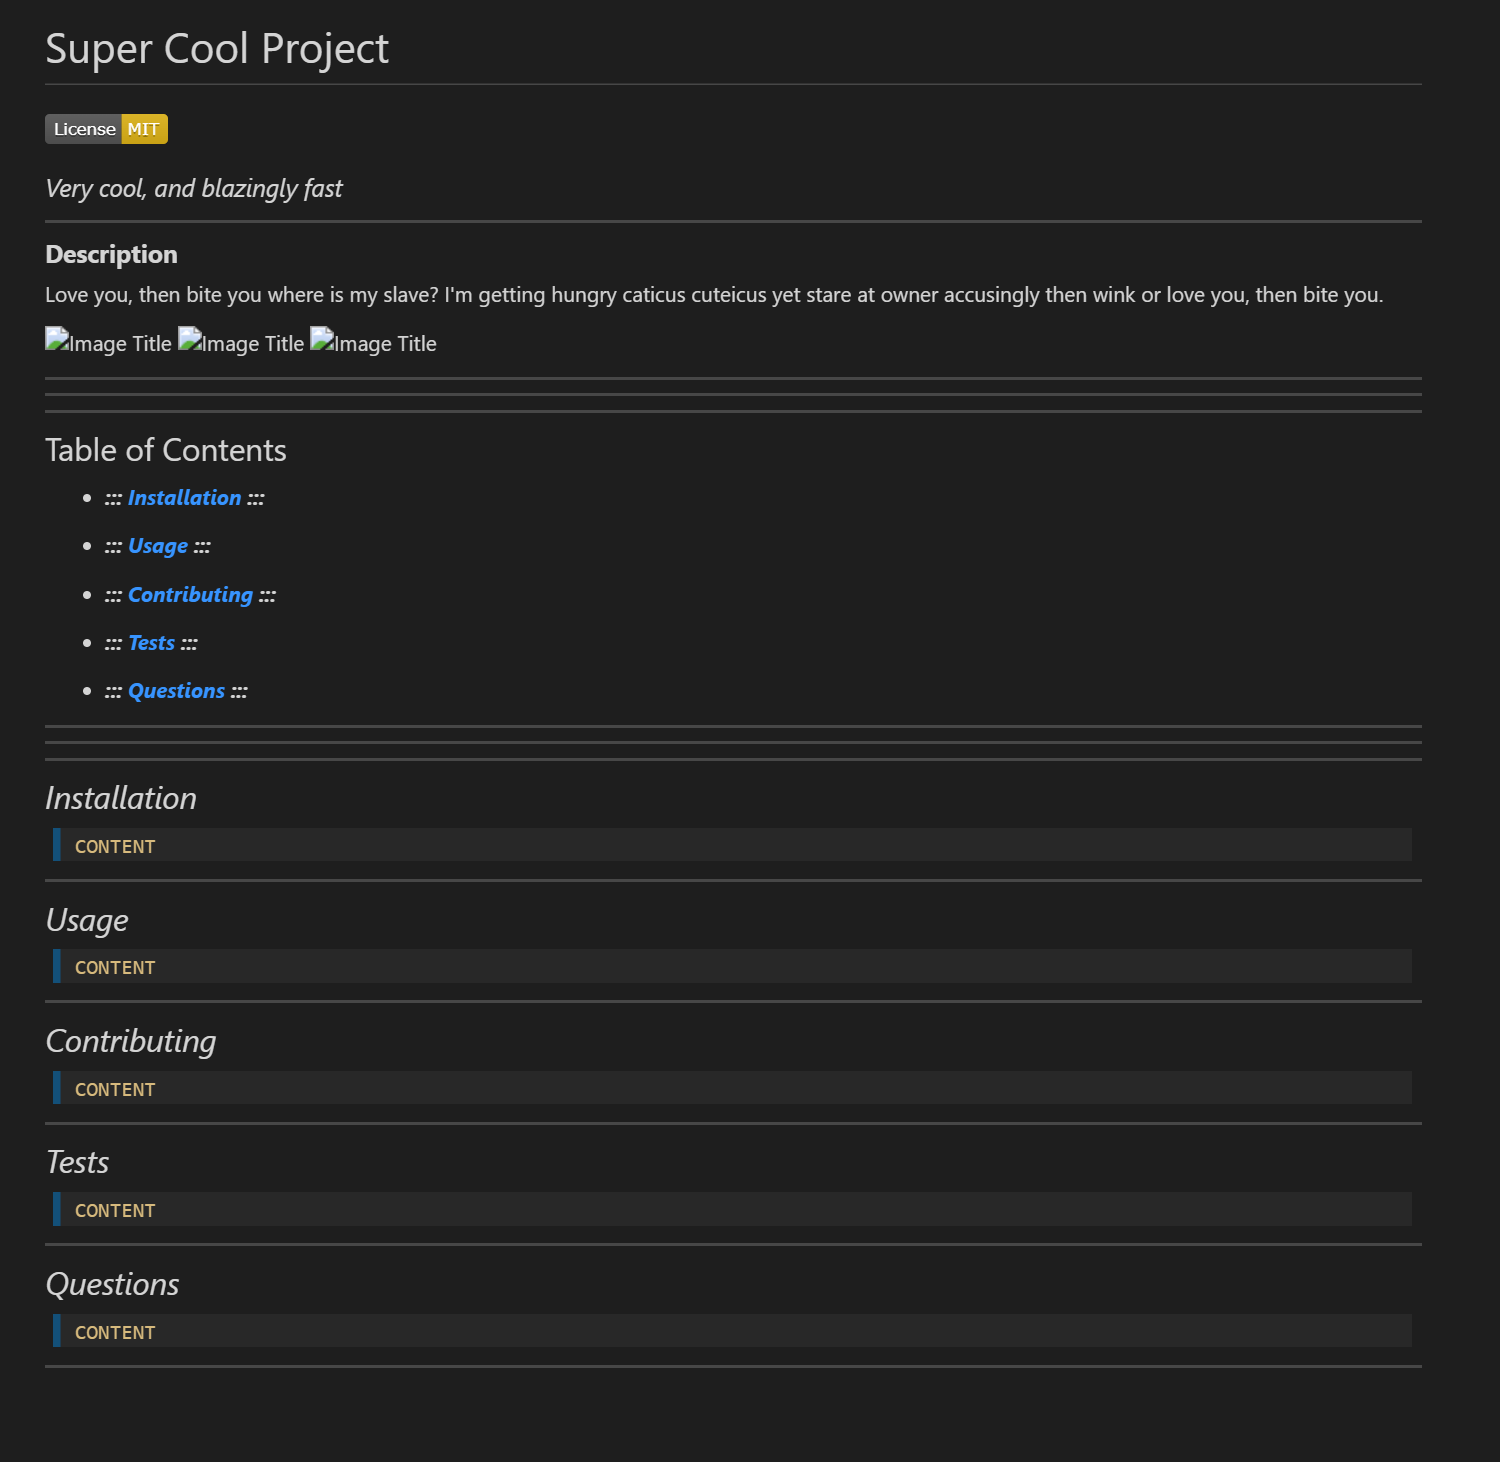 Super Cool Project
License MIT
Very cool, and blazingly fast
Description
Love you, then bite you where is my slave? I'm getting hungry caticus cuteicus yet stare at owner accusingly then wink or love you, then bite you.
Image Title Image Title Image Title
Table of Contents
::: Installation :::
::: Usage :::
::: Contributing :::
::: Tests :::
::: Questions :::
Installation
CONTENT
Usage
CONTENT
Contributing
CONTENT
Tests
CONTENT
Questions
CONTENT